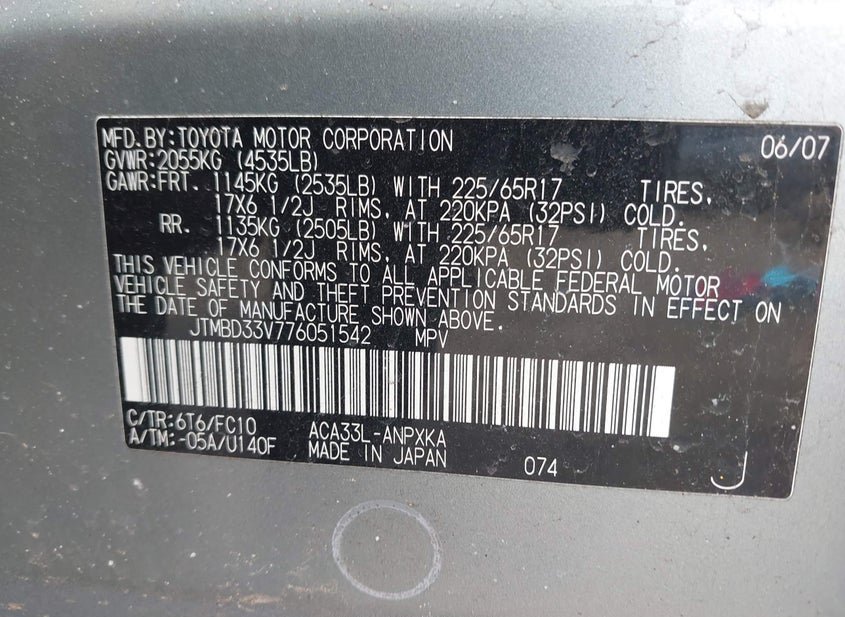 MFD.BY:TOYOTA MOTOR CORPORATION 06/07
GVWR:2055KG (4535LB)
GAWR:FRT. 1145KG (2535LB) WITH 225/65R17 TIRES,
17X6 1/2J RIMS, AT 220KPA (32PSI) COLD.
RR. 1135KG (2505LB) WITH 225/65R17 TIRES,
17X6 1/2J RIMS, AT 220KPA (32PSI) COLD.
THIS VEHICLE CONFORMS TO ALL APPLICABLE FEDERAL MOTOR
VEHICLE SAFETY AND THEFT PREVENTION STANDARDS IN EFFECT ON
THE DATE OF MANUFACTURE SHOWN ABOVE.
JTMBD33V776051542 MPV
C/TR:6T6/FC10 ACA33L-ANPXKA
A/TM:-05A/U140F MADE IN JAPAN 074 J